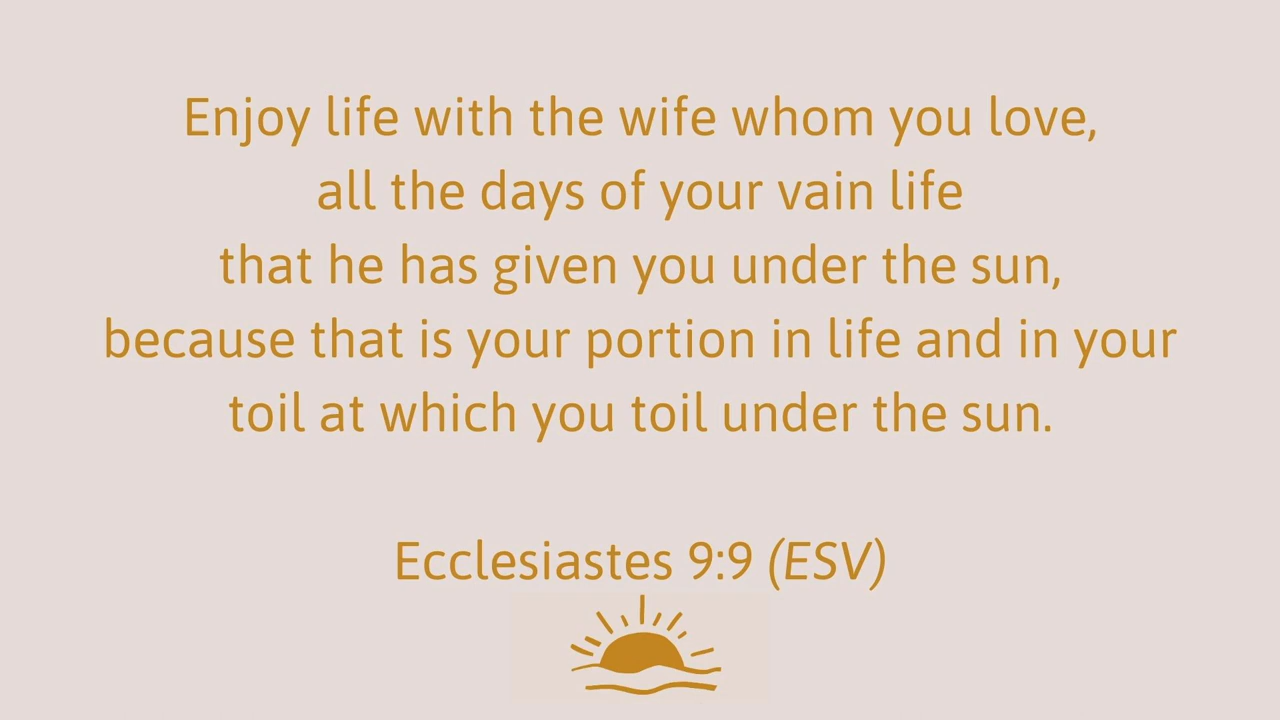 Enjoy life with the wife whom you love,
all the days of your vain life
that he has given you under the sun,
because that is your portion in life and in your
toil at which you toil under the sun.
Ecclesiastes 9:9 (ESV)